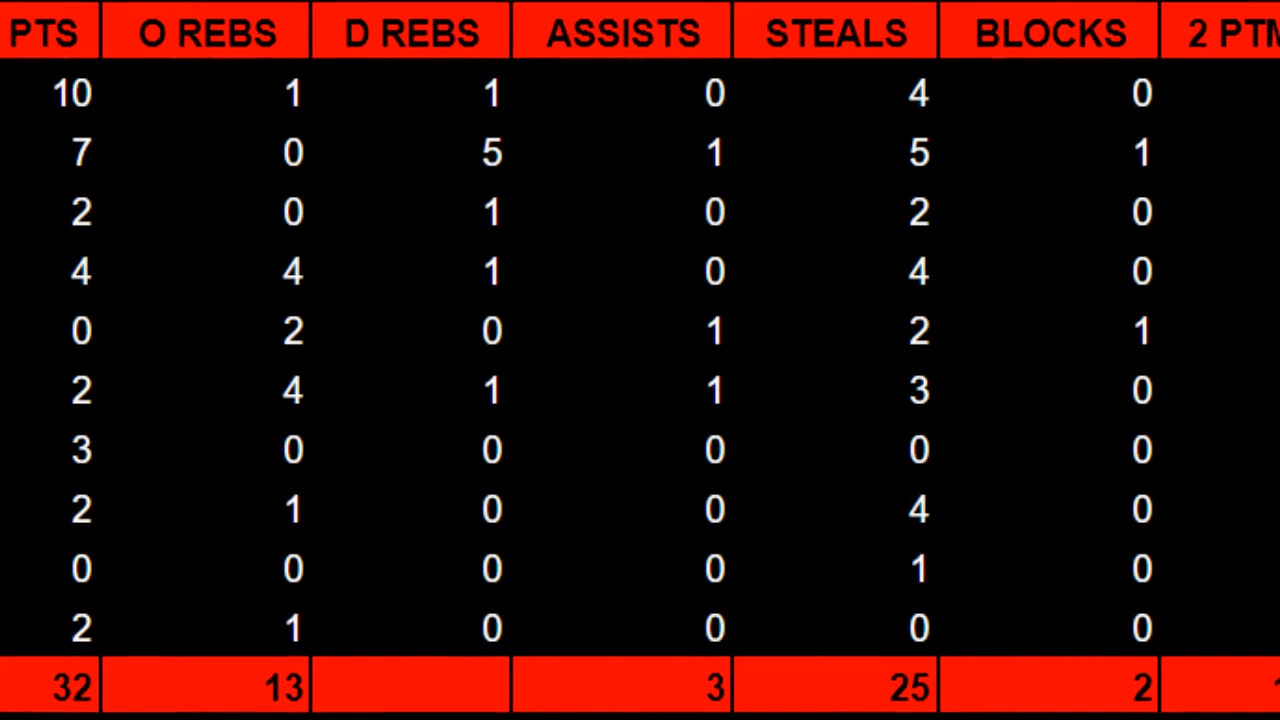 PTS O REBS D REBS ASSISTS STEALS BLOCKS 2 PTM
10 1 1 0 4 0
7 0 5 1 5 1
2 0 1 0 2 0
4 4 1 0 4 0
0 2 0 1 2 1
2 4 1 1 3 0
3 0 0 0 0 0
2 1 0 0 4 0
0 0 0 0 1 0
2 1 0 0 0 0
32 13 3 25 2